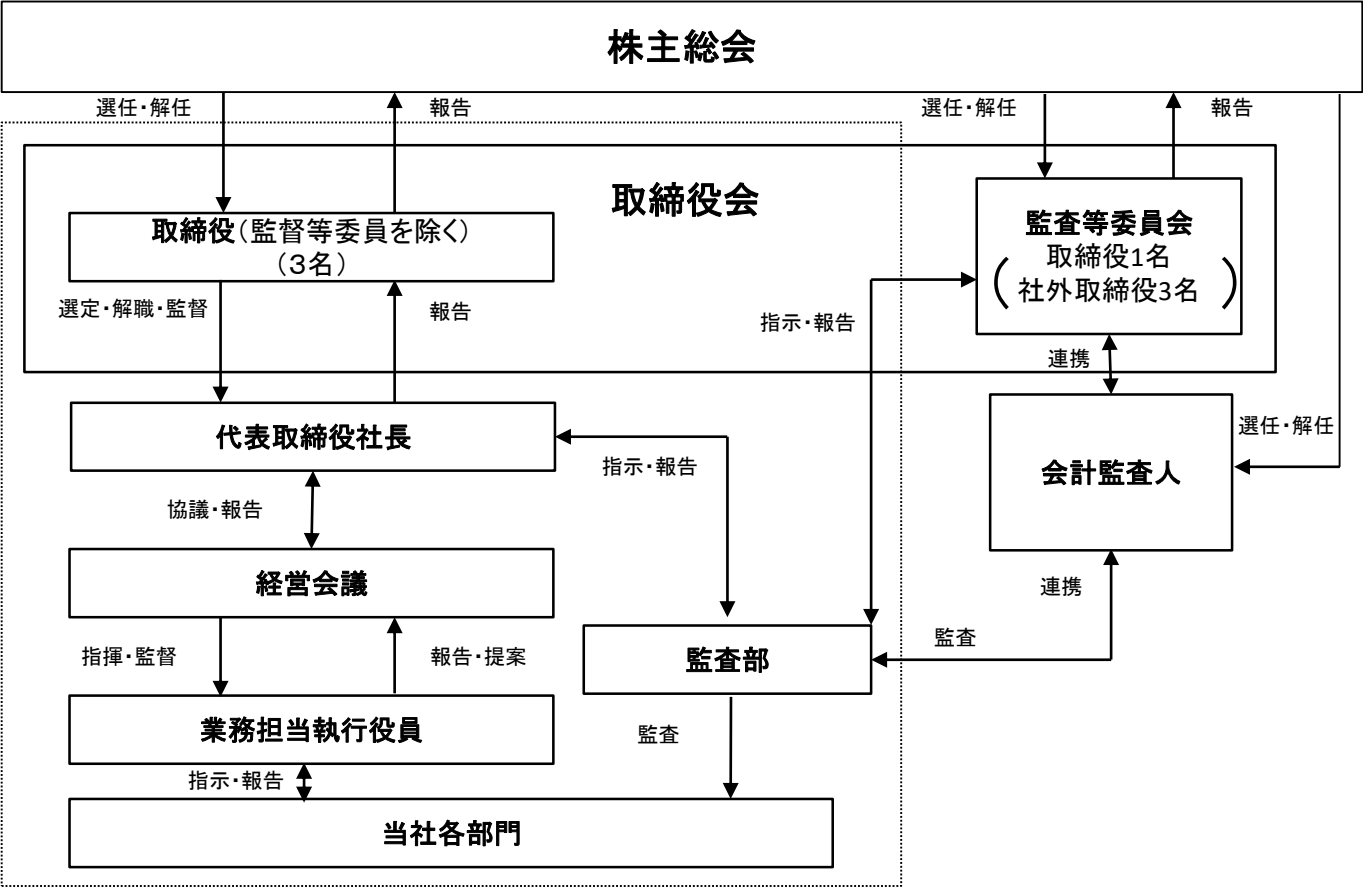 株主総会
選任・解任
報告
選任・解任
報告
取締役会
取締役（監督等委員を除く）
（３名）
監査等委員会
取締役1名
社外取締役3名
選定・解職・監督
報告
指示・報告
連携
代表取締役社長
指示・報告
選任・解任
会計監査人
協議・報告
経営会議
連携
指揮・監督
報告・提案
監査部
監査
業務担当執行役員
監査
指示・報告
当社各部門